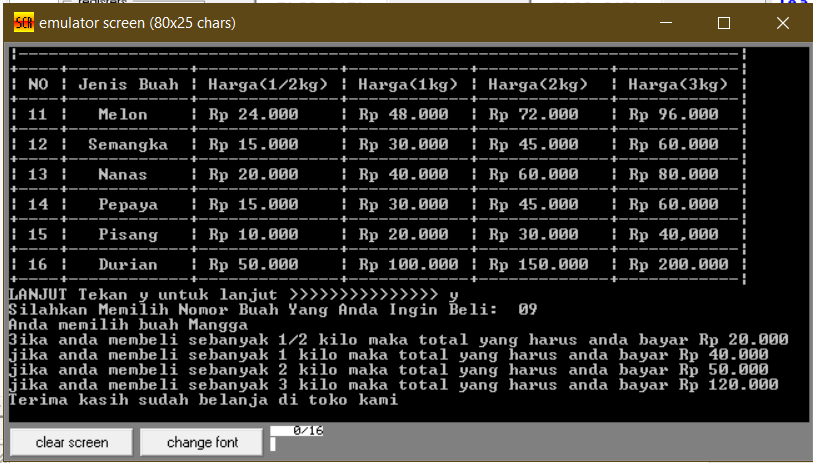 registers
SCR emulator screen (80x25 chars)
NO Jenis Buah Harga(1/2kg) Harga(1kg) Harga(2kg) Harga(3kg)
11 Melon Rp 24.000 Rp 48.000 Rp 72.000 Rp 96.000
12 Semangka Rp 15.000 Rp 30.000 Rp 45.000 Rp 60.000
13 Nanas Rp 20.000 Rp 40.000 Rp 60.000 Rp 80.000
14 Pepaya Rp 15.000 Rp 30.000 Rp 45.000 Rp 60.000
15 Pisang Rp 10.000 Rp 20.000 Rp 30.000 Rp 40,000
16 Durian Rp 50.000 Rp 100.000 Rp 150.000 Rp 200.000
LANJUT Tekan y untuk lanjut >>>>>>>>>>>>>>> y
Silahkan Memilih Nomor Buah Yang Anda Ingin Beli: 09
Anda memilih buah Mangga
3ika anda membeli sebanyak 1/2 kilo maka total yang harus anda bayar Rp 20.000
jika anda membeli sebanyak 1 kilo maka total yang harus anda bayar Rp 40.000
jika anda membeli sebanyak 2 kilo maka total yang harus anda bayar Rp 50.000
jika anda membeli sebanyak 3 kilo maka total yang harus anda bayar Rp 120.000
Terima kasih sudah belanja di toko kami
clear screen change font 0/16